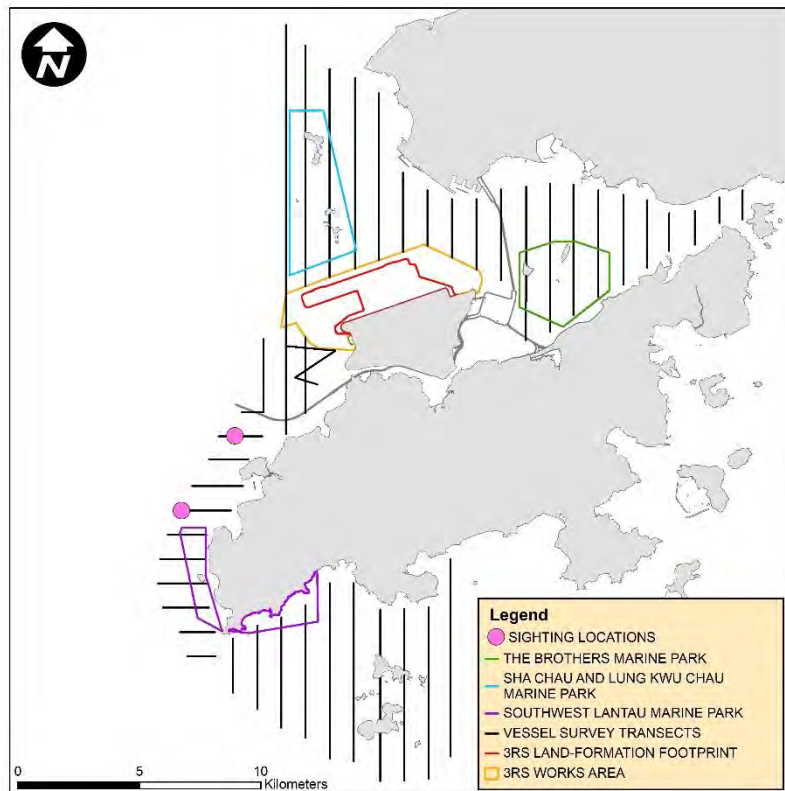 N
Legend
SIGHTING LOCATIONS
THE BROTHERS MARINE PARK
SHA CHAU AND LUNG KWU CHAU
MARINE PARK
SOUTHWEST LANTAU MARINE PARK
VESSEL SURVEY TRANSECTS
3RS LAND-FORMATION FOOTPRINT
3RS WORKS AREA
0 5 10
Kilometers